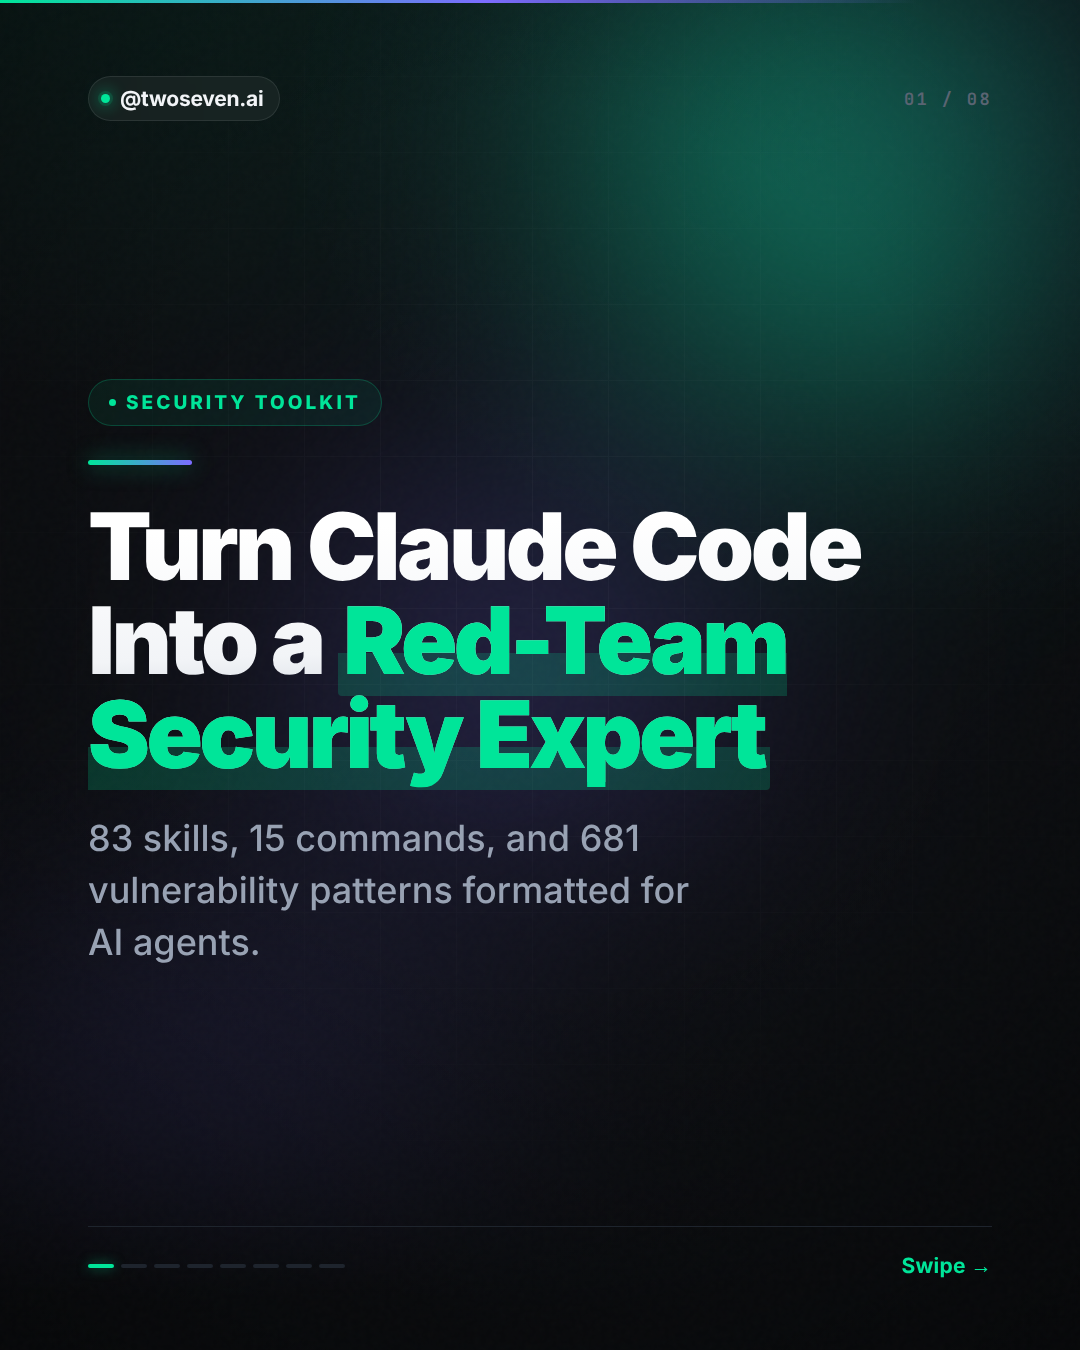 @twoseven.ai
01 / 08
SECURITY TOOLKIT
Turn Claude Code
Into a Red-Team
Security Expert
83 skills, 15 commands, and 681
vulnerability patterns formatted for
AI agents.
Swipe →